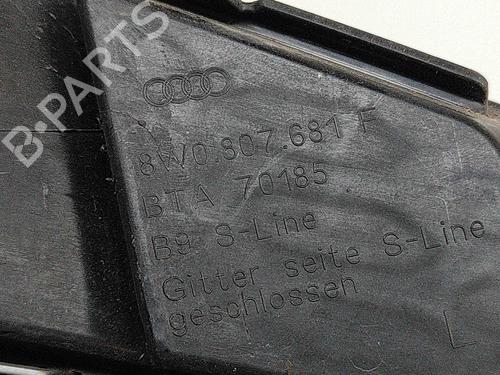 B-PARTS
8W0.807.681 F
BTA 70185
B9 S-Line
Gitter seite S-Line
geschlossen
L